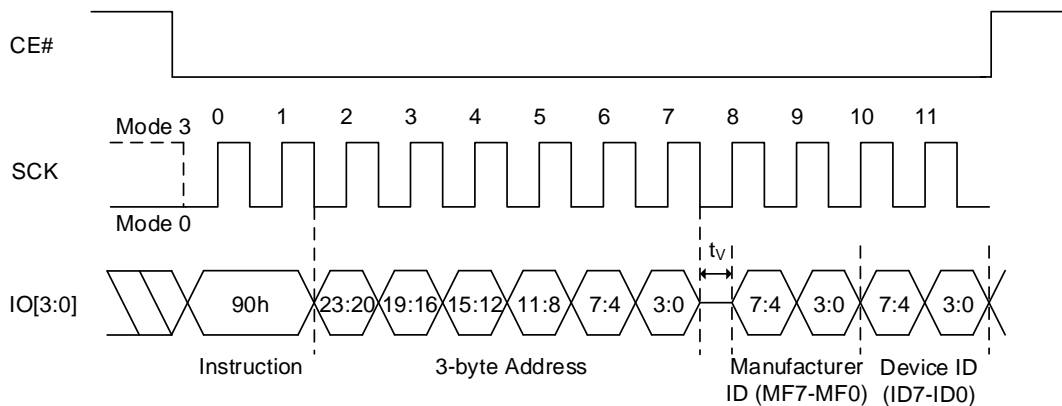 CE#
0 1 2 3 4 5 6 7 8 9 10 11
Mode 3
SCK
Mode 0
tV
IO[3:0] 90h 23:20 19:16 15:12 11:8 7:4 3:0 7:4 3:0 7:4 3:0
Instruction 3-byte Address Manufacturer Device ID
ID (MF7-MF0) (ID7-ID0)